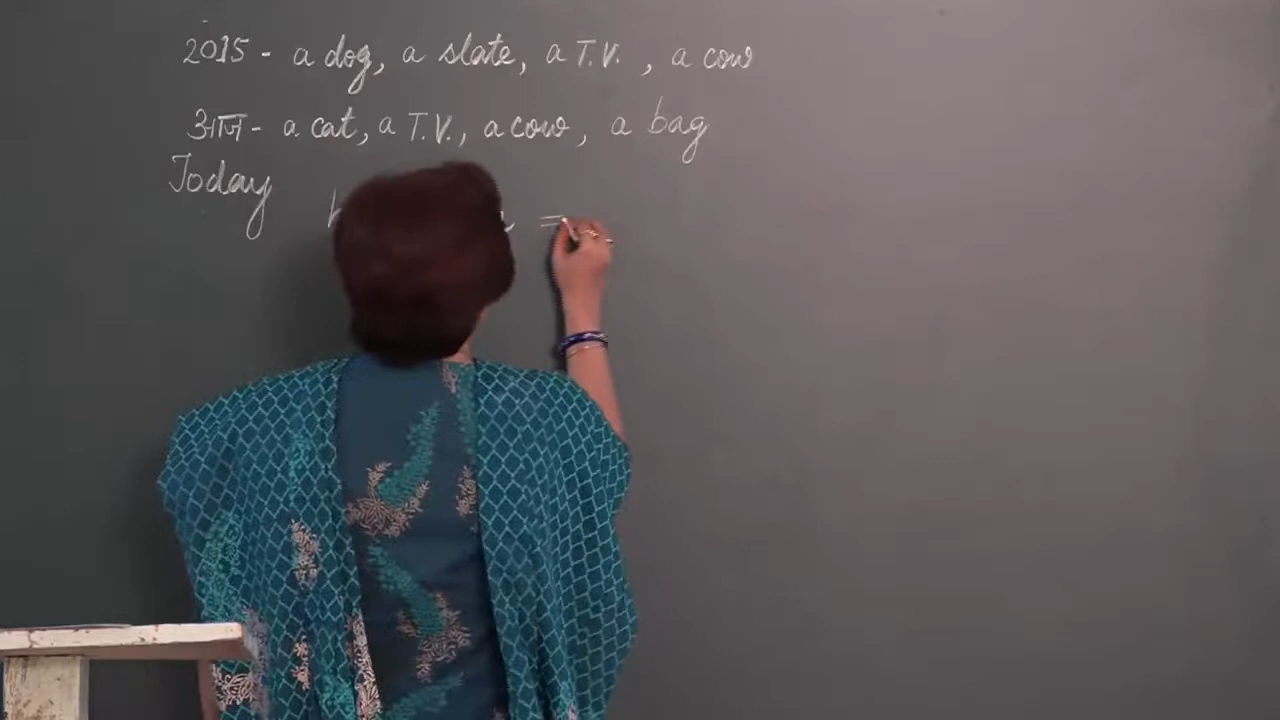 2015 - a dog, a slate, a T.V. , a cow
आज - a cat, a T.V., a cow, a bag
Today
=